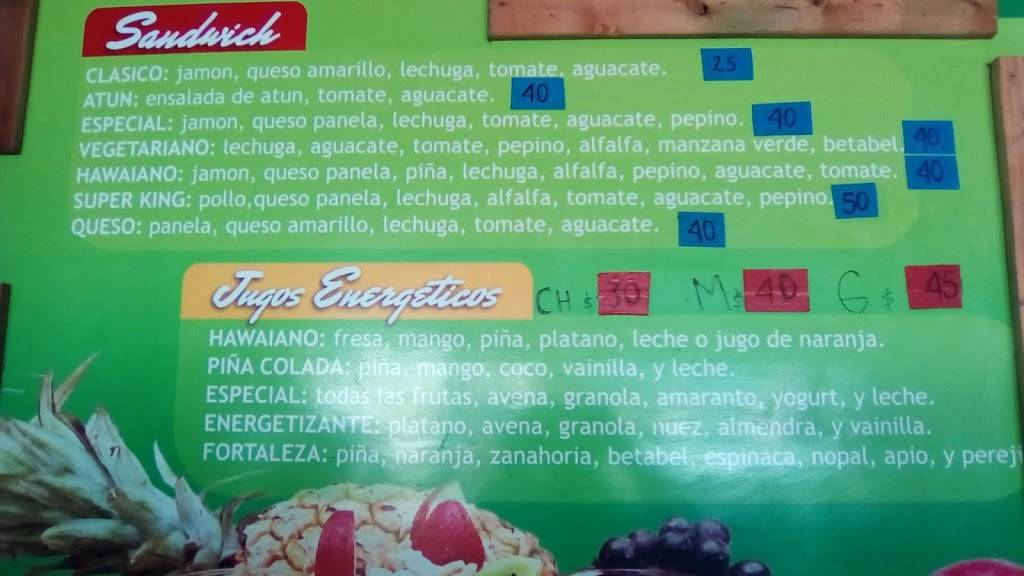 Sandwich
CLASICO: jamon, queso amarillo, lechuga, tomate, aguacate. 25
ATUN: ensalada de atun, tomate, aguacate. 40
ESPECIAL: jamon, queso panela, lechuga, tomate, aguacate, pepino. 40
VEGETARIANO: lechuga, aguacate, tomate, pepino, alfalfa, manzana verde, betabel. 40
HAWAIANO: jamon, queso panela, piña, lechuga, alfalfa, pepino, aguacate, tomate. 40
SUPER KING: pollo,queso panela, lechuga, alfalfa, tomate, aguacate, pepino. 50
QUESO: panela, queso amarillo, lechuga, tomate, aguacate. 40
Jugos Energeticos CH $ 30 M $ 40 G $ 45
HAWAIANO: fresa, mango, piña, platano, leche o jugo de naranja.
PIÑA COLADA: piña, mango, coco, vainilla, y leche.
ESPECIAL: todas las frutas, avena, granola, amaranto, yogurt, y leche.
ENERGETIZANTE: platano, avena, granola, nuez, almendra, y vainilla.
FORTALEZA: piña, naranja, zanahoria, betabel, espinaca, nopal, apio, y pereji